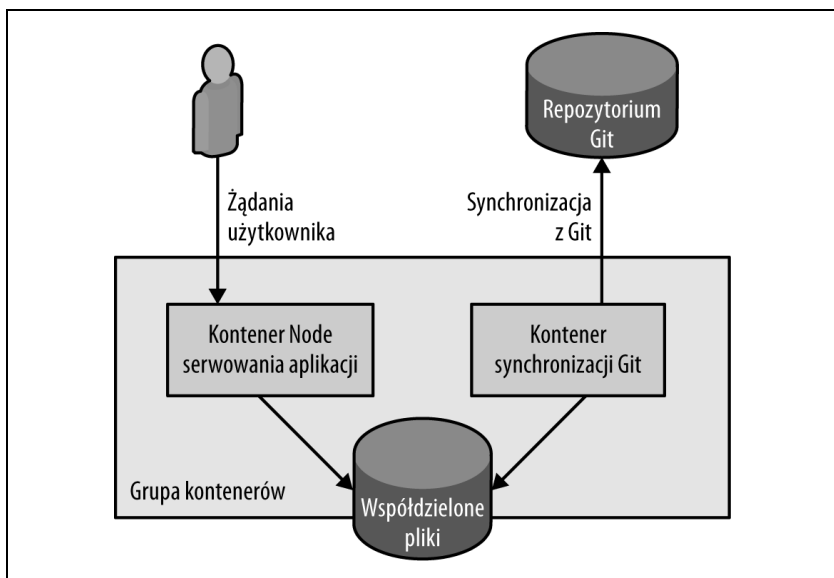 Repozytorium
Git
Żądania
użytkownika
Synchronizacja
z Git
Kontener Node
serwowania aplikacji
Kontener
synchronizacji Git
Grupa kontenerów
Współdzielone
pliki